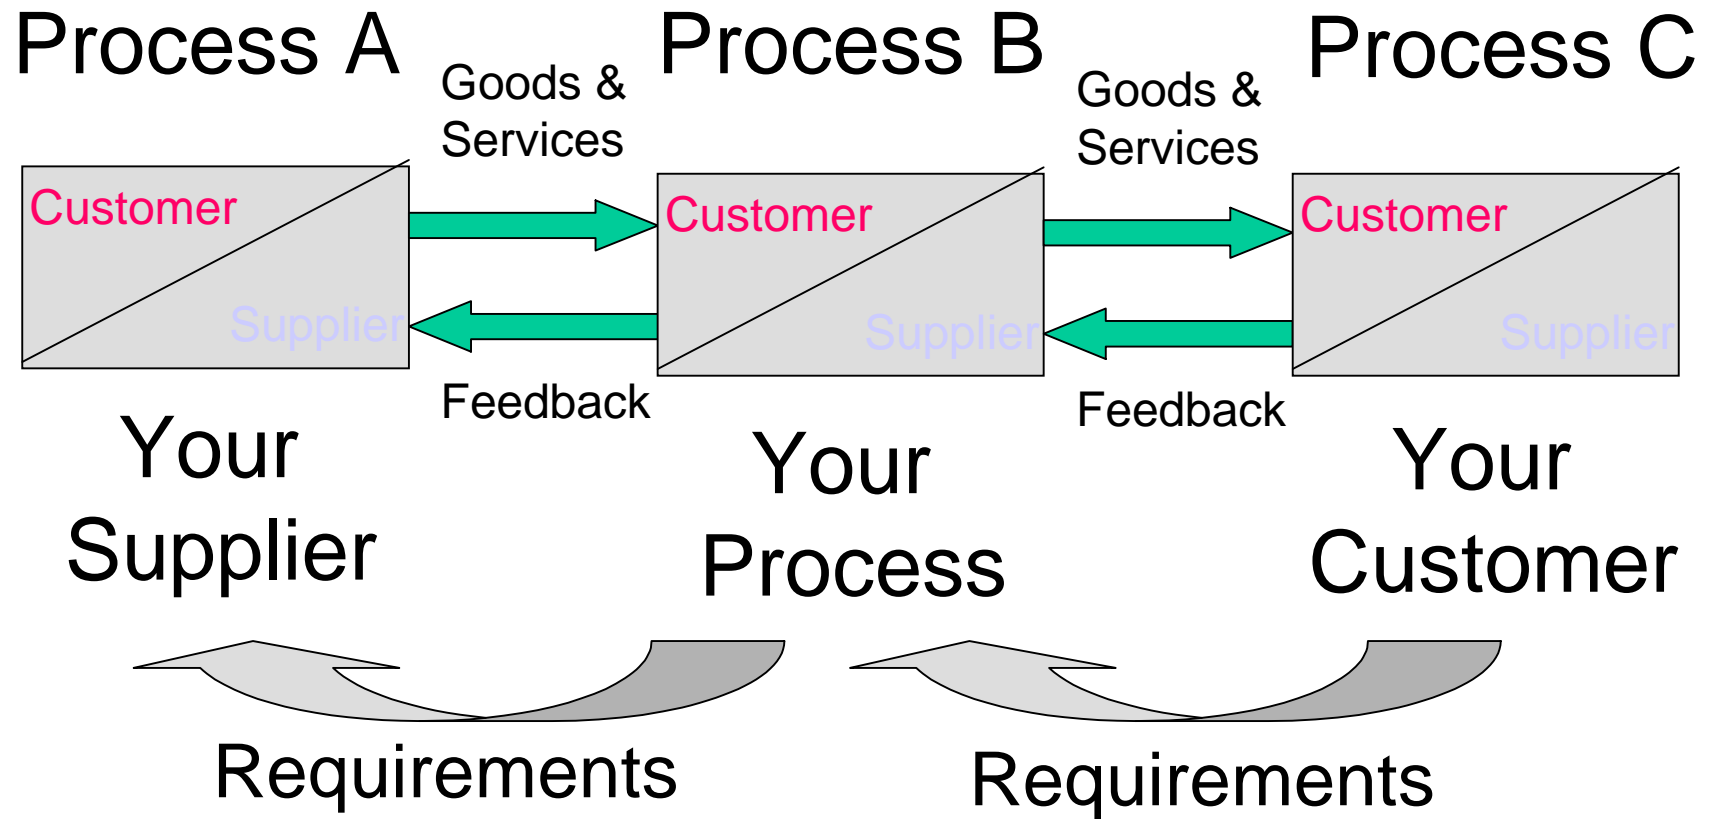 Process A
Process B
Process C
Goods &
Services
Goods &
Services
Customer
Supplier
Customer
Supplier
Customer
Supplier
Feedback
Feedback
Your
Supplier
Your
Process
Your
Customer
Requirements
Requirements